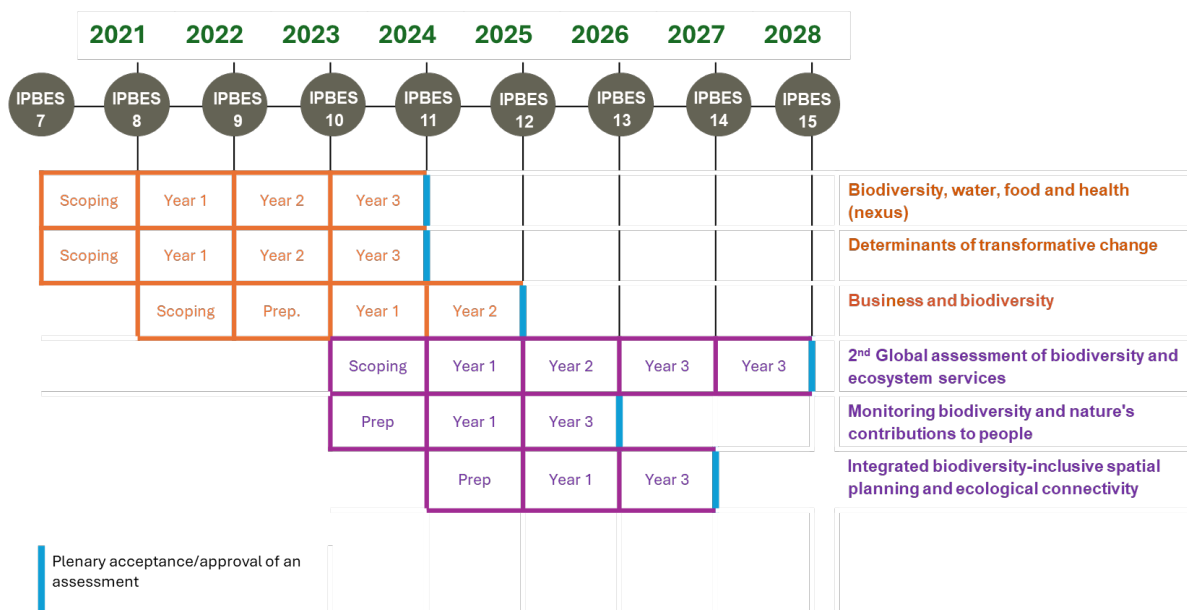 2021 2022 2023 2024 2025 2026 2027 2028
IPBES 7
IPBES 8
IPBES 9
IPBES 10
IPBES 11
IPBES 12
IPBES 13
IPBES 14
IPBES 15
Scoping Year 1 Year 2 Year 3
Biodiversity, water, food and health
(nexus)
Scoping Year 1 Year 2 Year 3
Determinants of transformative change
Scoping Prep. Year 1 Year 2
Business and biodiversity
Scoping Year 1 Year 2 Year 3 Year 3
2nd Global assessment of biodiversity and
ecosystem services
Prep Year 1 Year 3
Monitoring biodiversity and nature's
contributions to people
Prep Year 1 Year 3
Integrated biodiversity-inclusive spatial
planning and ecological connectivity
Plenary acceptance/approval of an
assessment